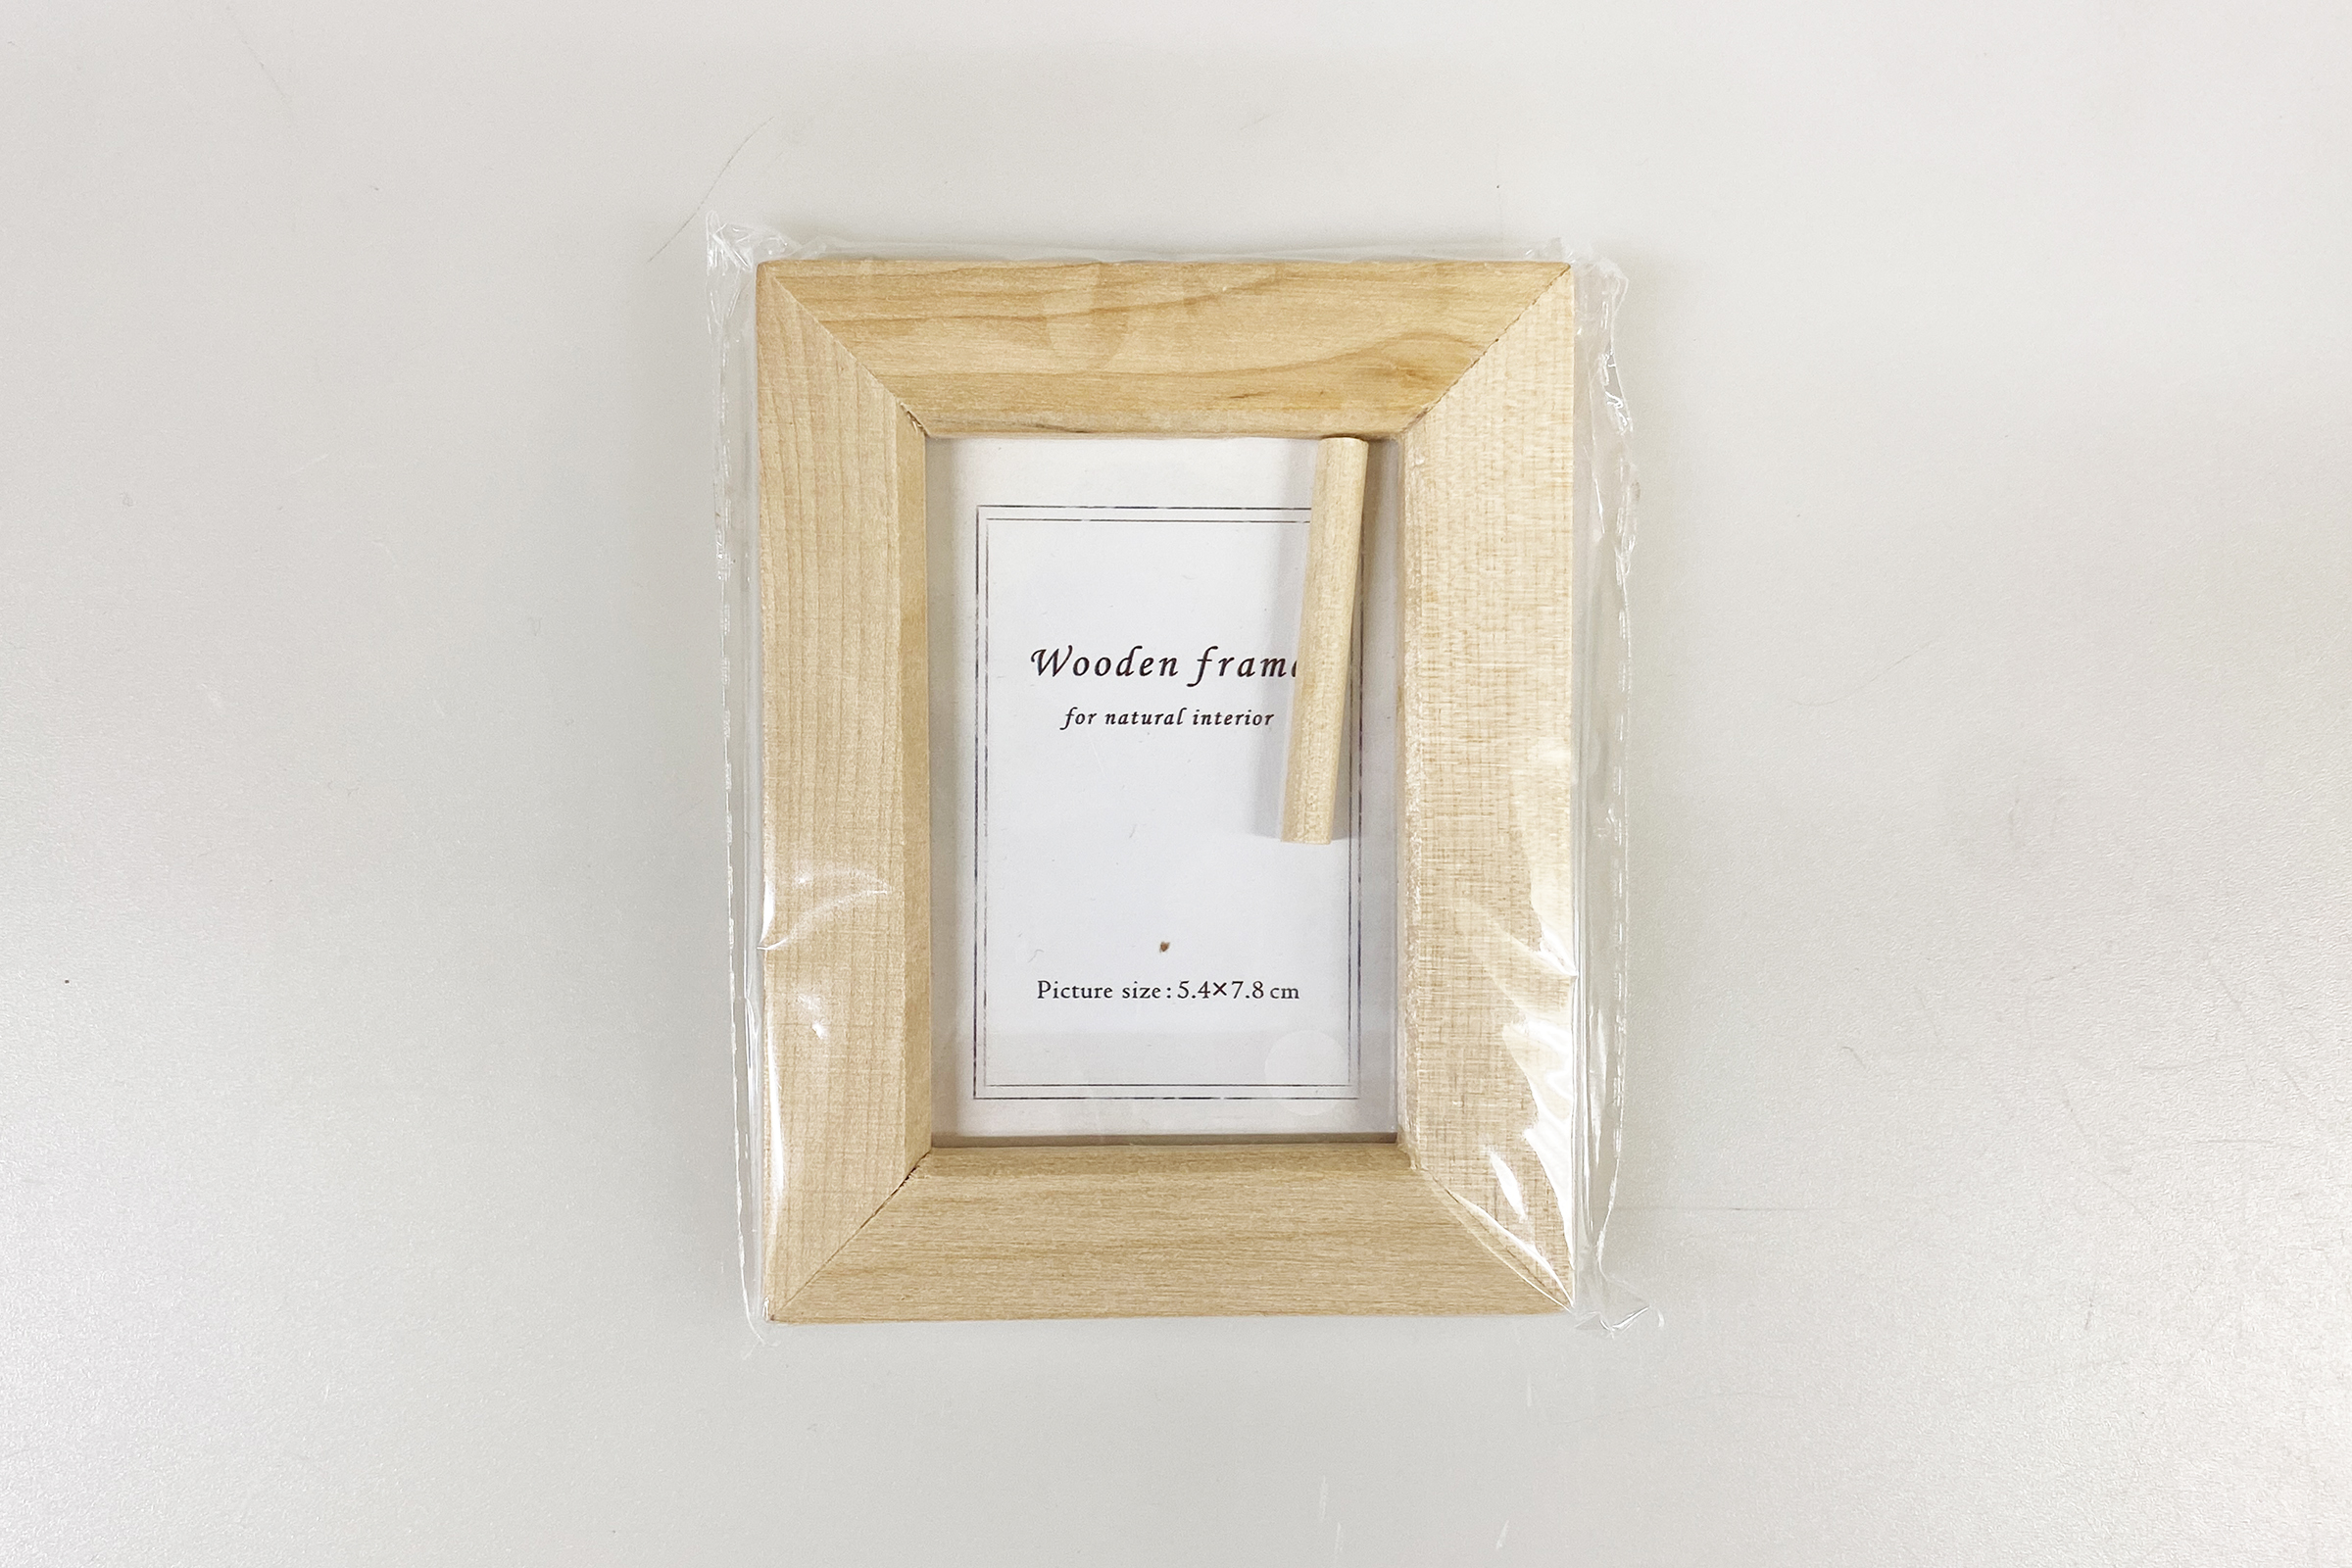 Wooden frame
for natural interior
Picture size : 5.4×7.8 cm